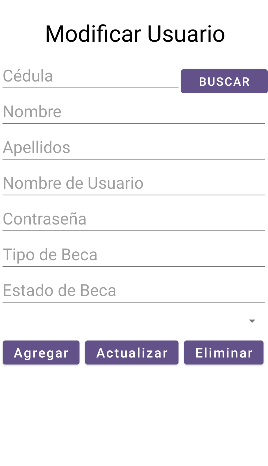 Modificar Usuario
Cédula BUSCAR
Nombre
Apellidos
Nombre de Usuario
Contraseña
Tipo de Beca
Estado de Beca
Agregar Actualizar Eliminar